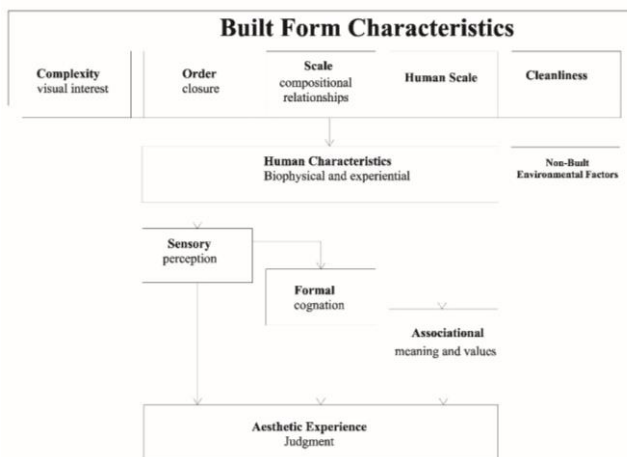 Built Form Characteristics
Complexity
visual interest
Order
closure
Scale
compositional
relationships
Human Scale
Cleanliness
Human Characteristics
Biophysical and experiential
Non-Built
Environmental Factors
Sensory
perception
Formal
cognation
Associational
meaning and values
Aesthetic Experience
Judgment